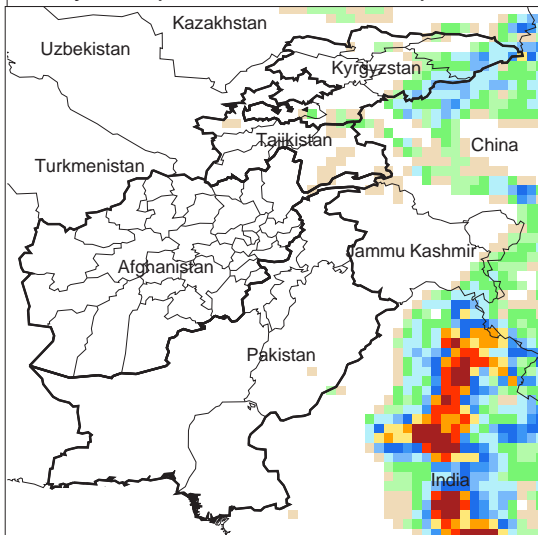 Kazakhstan
Uzbekistan
Kyrgyzstan
Tajikistan
China
Turkmenistan
Jammu Kashmir
Afghanistan
Pakistan
India